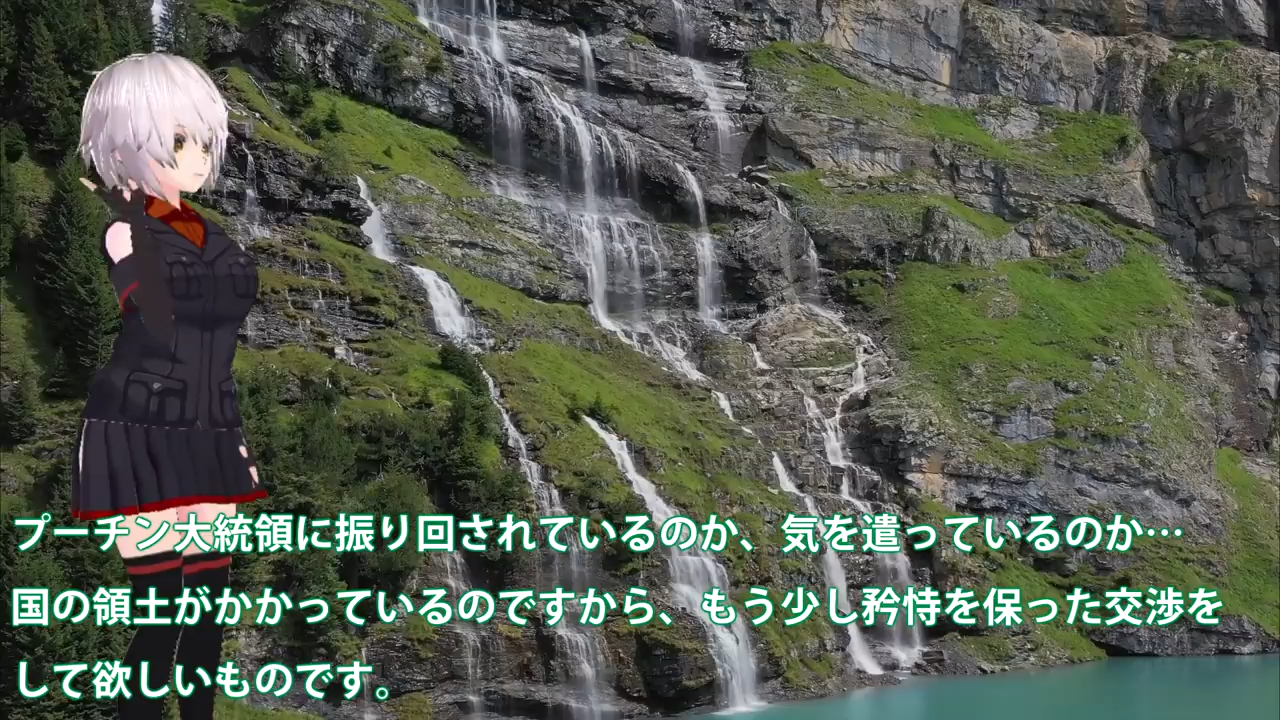 プーチン大統領に振り回されているのか、気を遣っているのか…
国の領土がかかっているのですから、もう少し矜恃を保った交渉を
して欲しいものです。